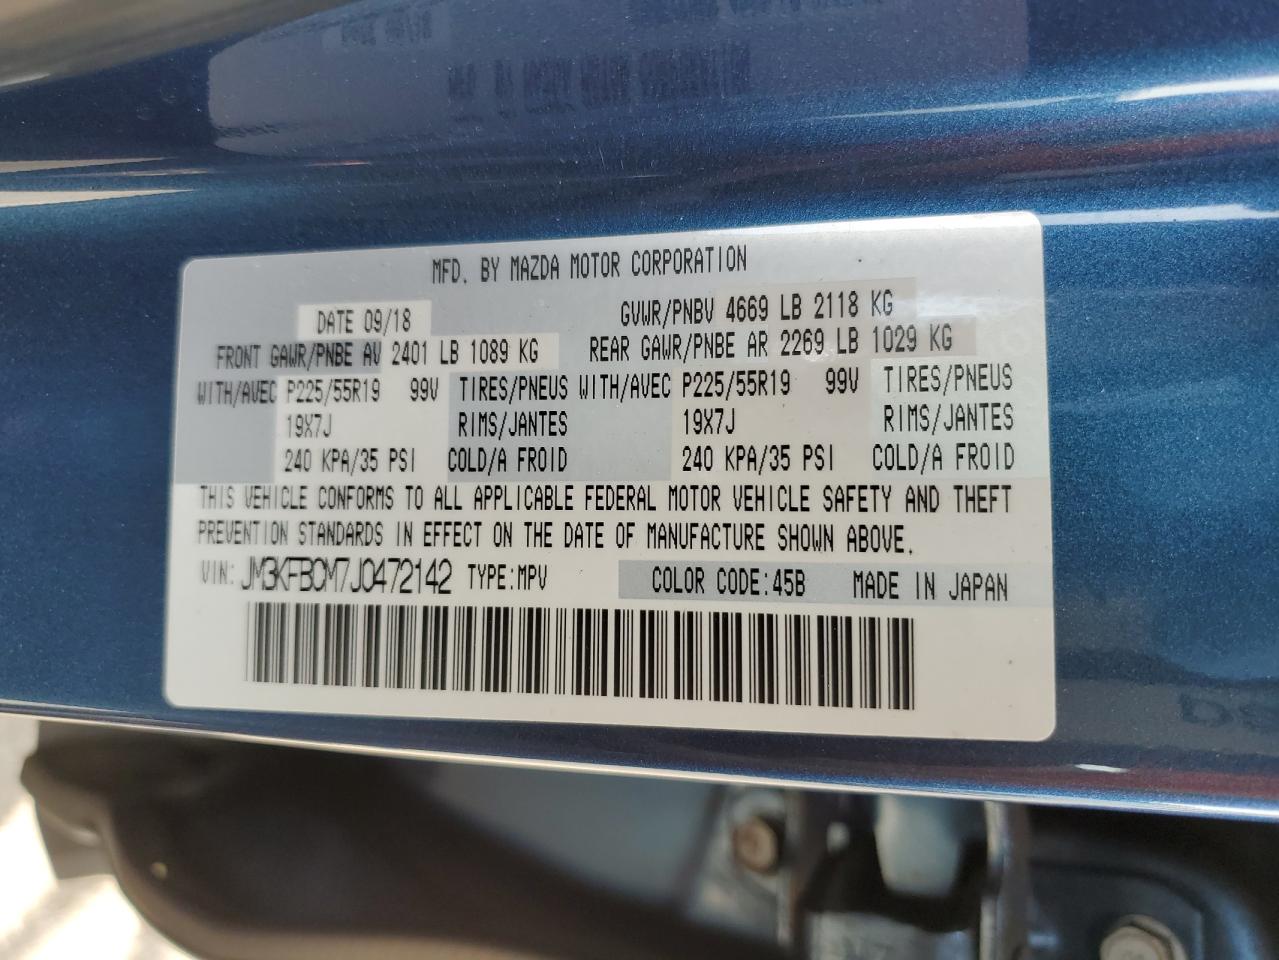 MFD. BY MAZDA MOTOR CORPORATION
DATE 09/18 GVWR/PNBV 4669 LB 2118 KG
FRONT GAWR/PNBE AV 2401 LB 1089 KG REAR GAWR/PNBE AR 2269 LB 1029 KG
WITH/AVEC P225/55R19 99V TIRES/PNEUS WITH/AVEC P225/55R19 99V TIRES/PNEUS
19X7J RIMS/JANTES 19X7J RIMS/JANTES
240 KPA/35 PSI COLD/A FROID 240 KPA/35 PSI COLD/A FROID
THIS VEHICLE CONFORMS TO ALL APPLICABLE FEDERAL MOTOR VEHICLE SAFETY AND THEFT
PREVENTION STANDARDS IN EFFECT ON THE DATE OF MANUFACTURE SHOWN ABOVE.
VIN: JM3KFBCM7J0472142 TYPE:MPV COLOR CODE:45B MADE IN JAPAN